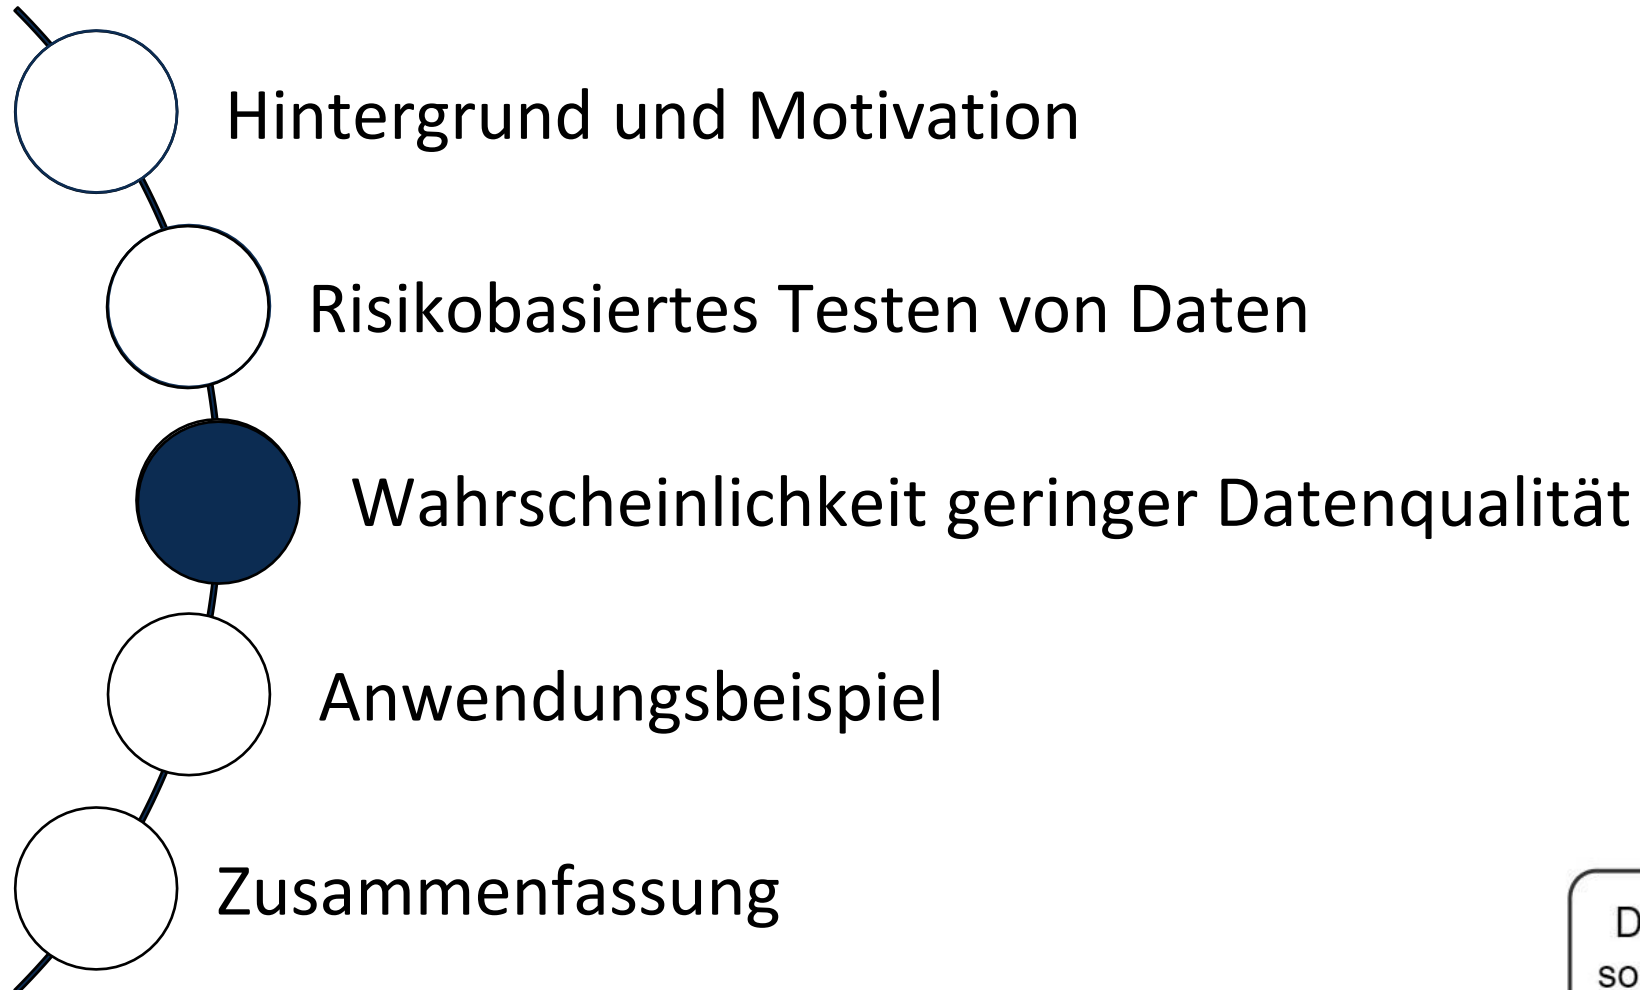 Hintergrund und Motivation
Risikobasiertes Testen von Daten
Wahrscheinlichkeit geringer Datenqualität
Anwendungsbeispiel
Zusammenfassung